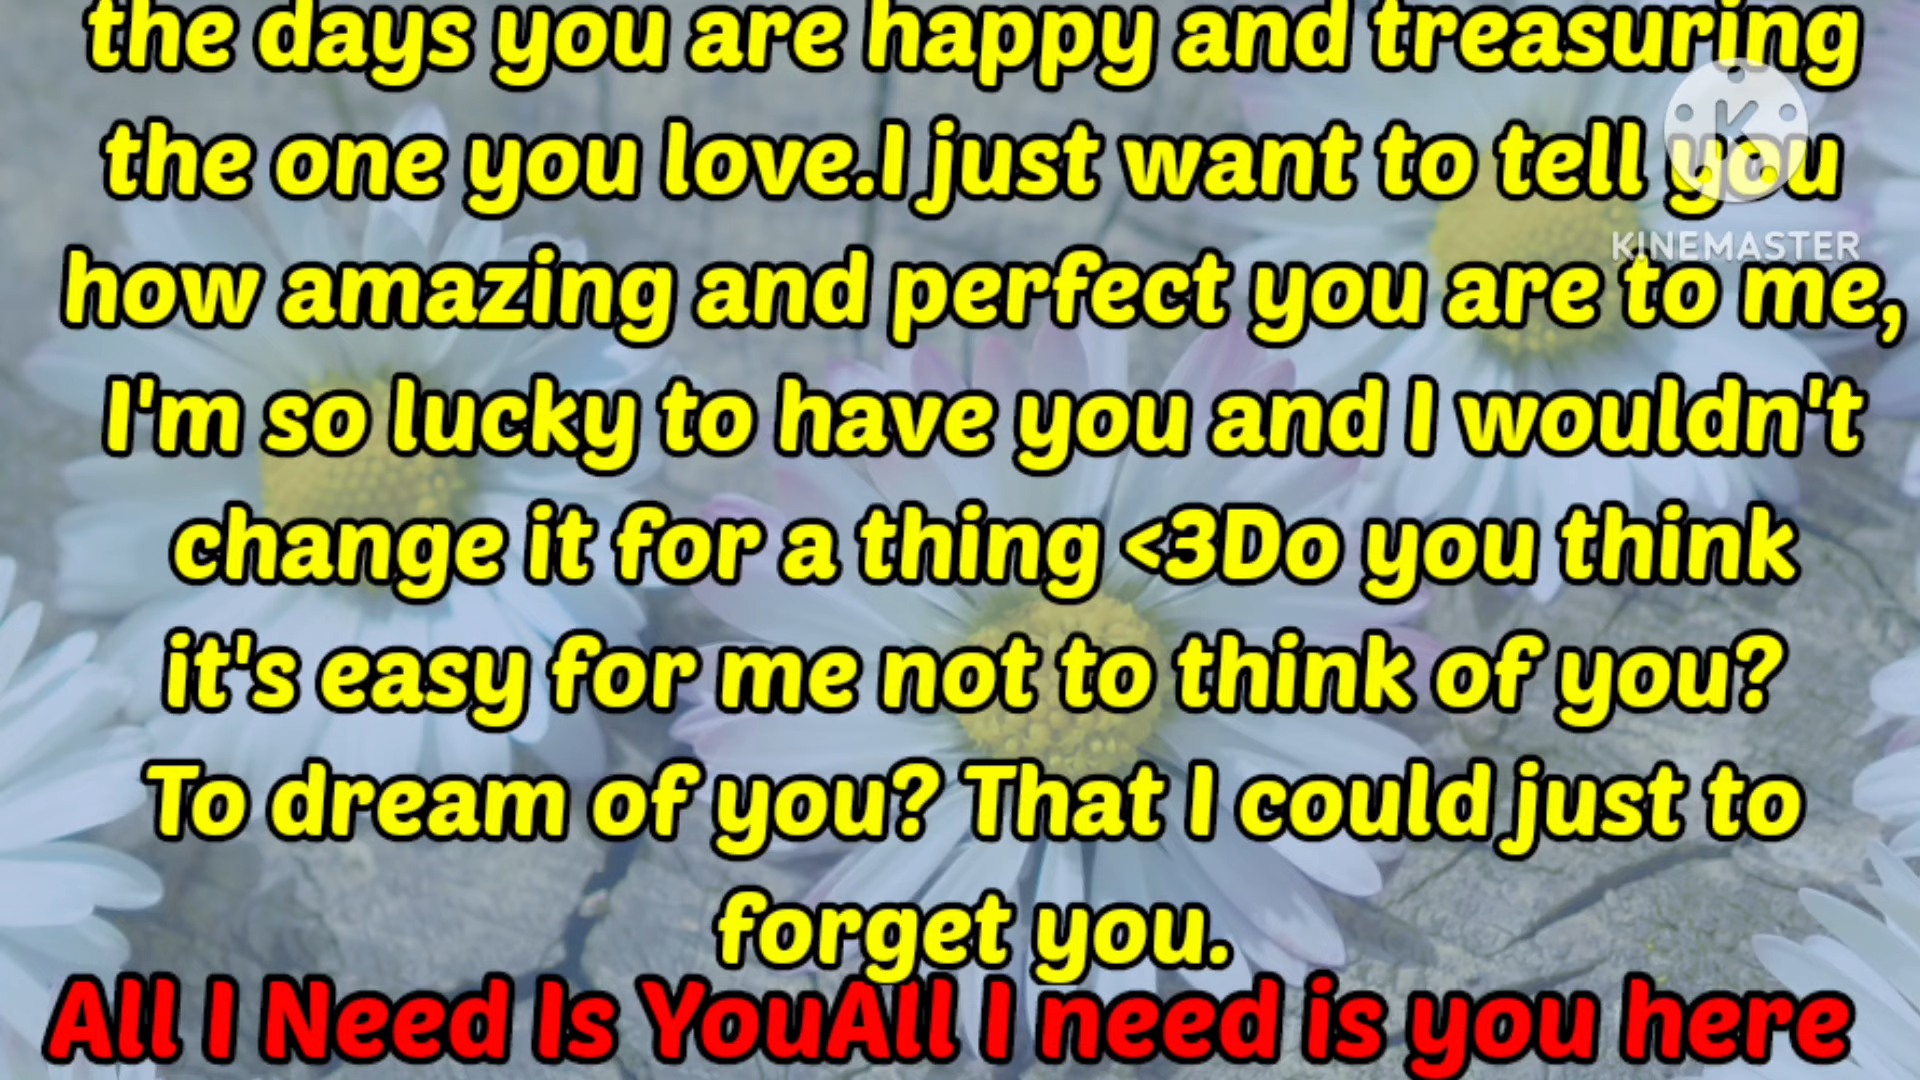 the days you are happy and treasuring
the one you love.I just want to tell you
KINEMASTER
how amazing and perfect you are to me,
I'm so lucky to have you and I wouldn't
change it for a thing <3Do you think
it's easy for me not to think of you?
To dream of you? That I could just to
forget you.
All I Need Is YouAll I need is you here